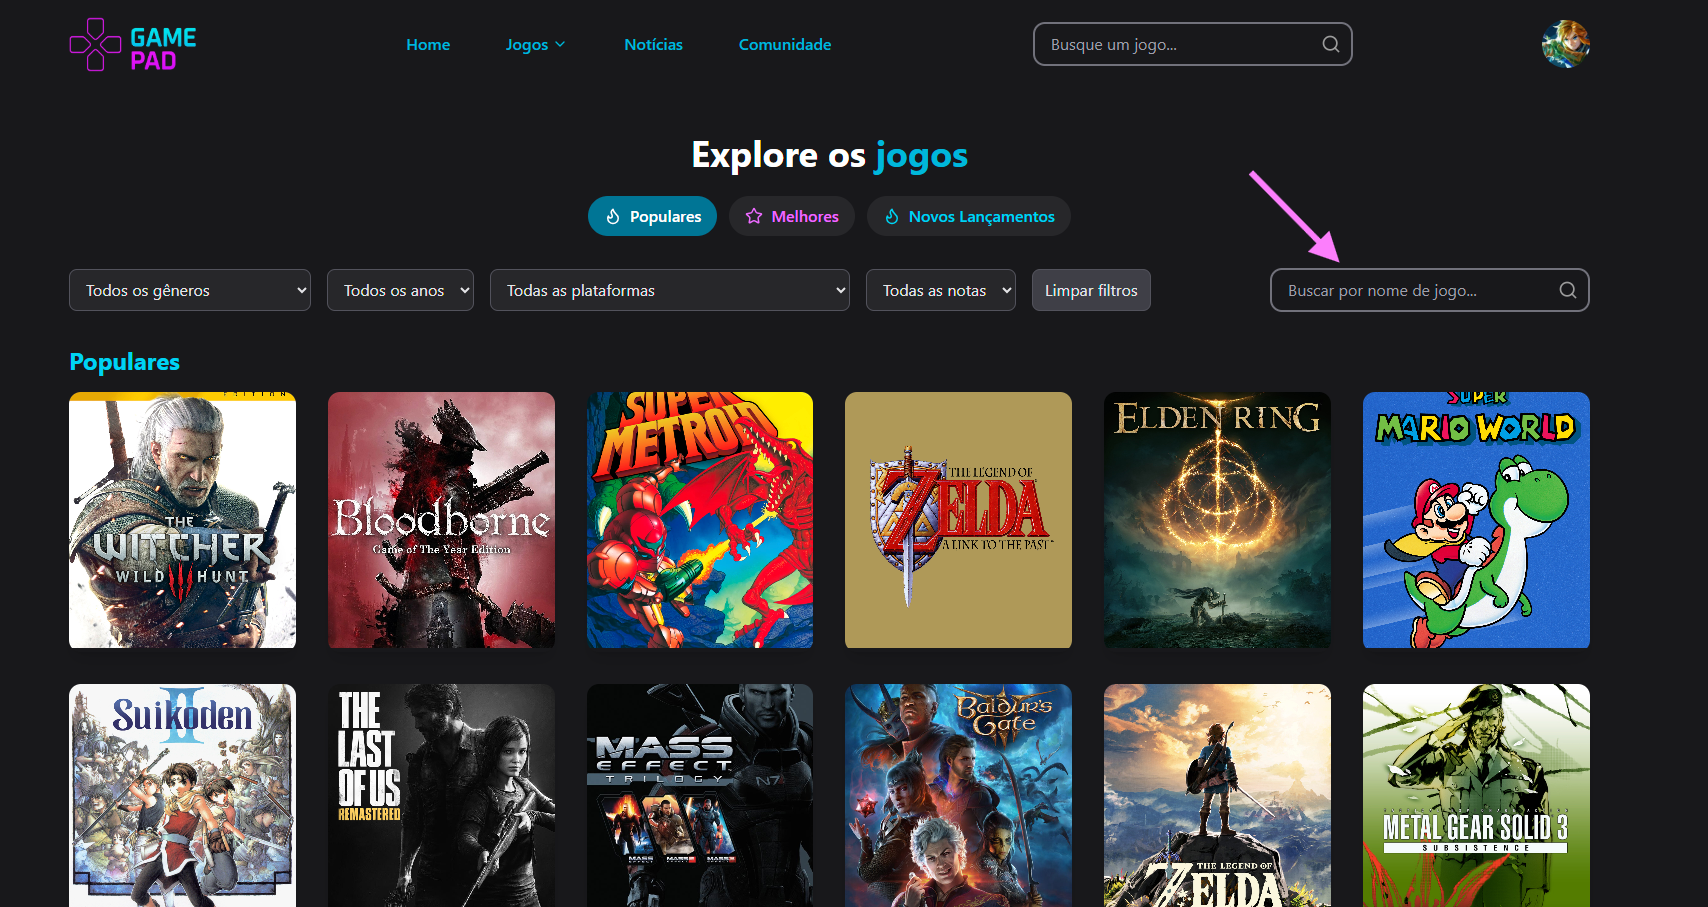 GAME
PAD
Home
Jogos
Notícias
Comunidade
Busque um jogo...
Explore os jogos
Populares
Melhores
Novos Lançamentos
Todos os gêneros
Todos os anos
Todas as plataformas
Todas as notas
Limpar filtros
Buscar por nome de jogo...
Populares
EDITION
THE
WITCHER
WILD HUNT
Bloodborne
Game of The Year Edition
SUPER
METROID
THE LEGEND OF
ZELDA
A LINK TO THE PAST
ELDEN RING
SUPER
MARIO WORLD
Suikoden
II
THE
LAST
OF US
REMASTERED
MASS
EFFECT
TRILOGY
N7
Baldur's
Gate
THE LEGEND OF
ZELDA
METAL GEAR SOLID 3
SUBSISTENCE